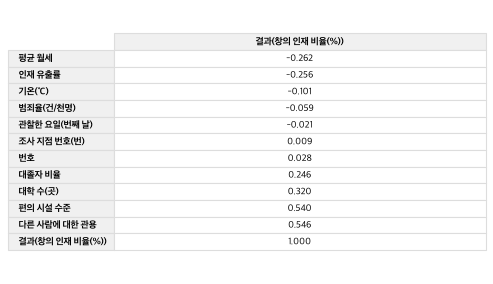 결과(창의 인재 비율(%))
평균 월세 -0.262
인재 유출률 -0.256
기온(℃) -0.101
범죄율(건/천명) -0.059
관찰한 요일(번째 날) -0.021
조사 지점 번호(번) 0.009
번호 0.028
대졸자 비율 0.246
대학 수(곳) 0.320
편의 시설 수준 0.540
다른 사람에 대한 관용 0.546
결과(창의 인재 비율(%)) 1.000